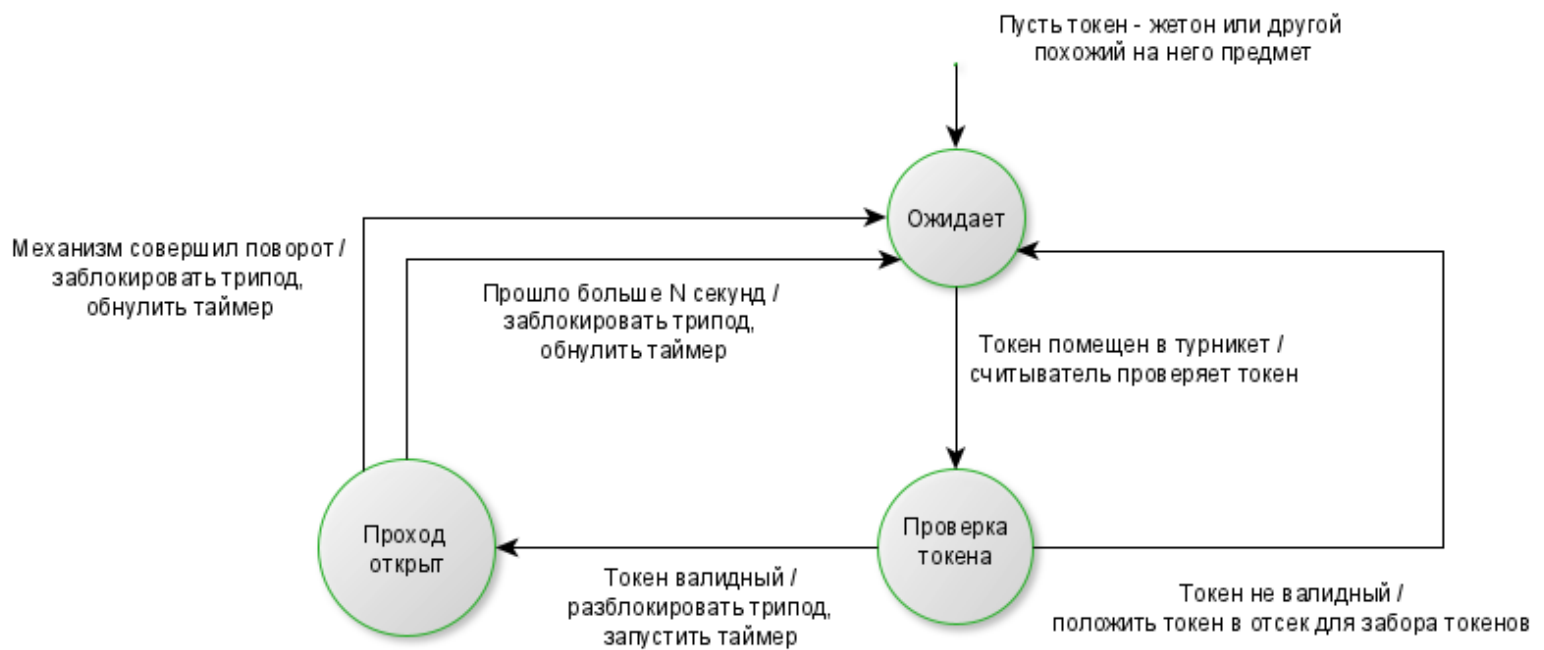 Пусть токен - жетон или другой
похожий на него предмет
Ожидает
Механизм совершил поворот /
заблокировать трипод,
обнулить таймер
Прошло больше N секунд /
заблокировать трипод,
обнулить таймер
Токен помещен в турникет /
считыватель проверяет токен
Проход
открыт
Проверка
токена
Токен валидный /
разблокировать трипод,
запустить таймер
Токен не валидный /
положить токен в отсек для забора токенов